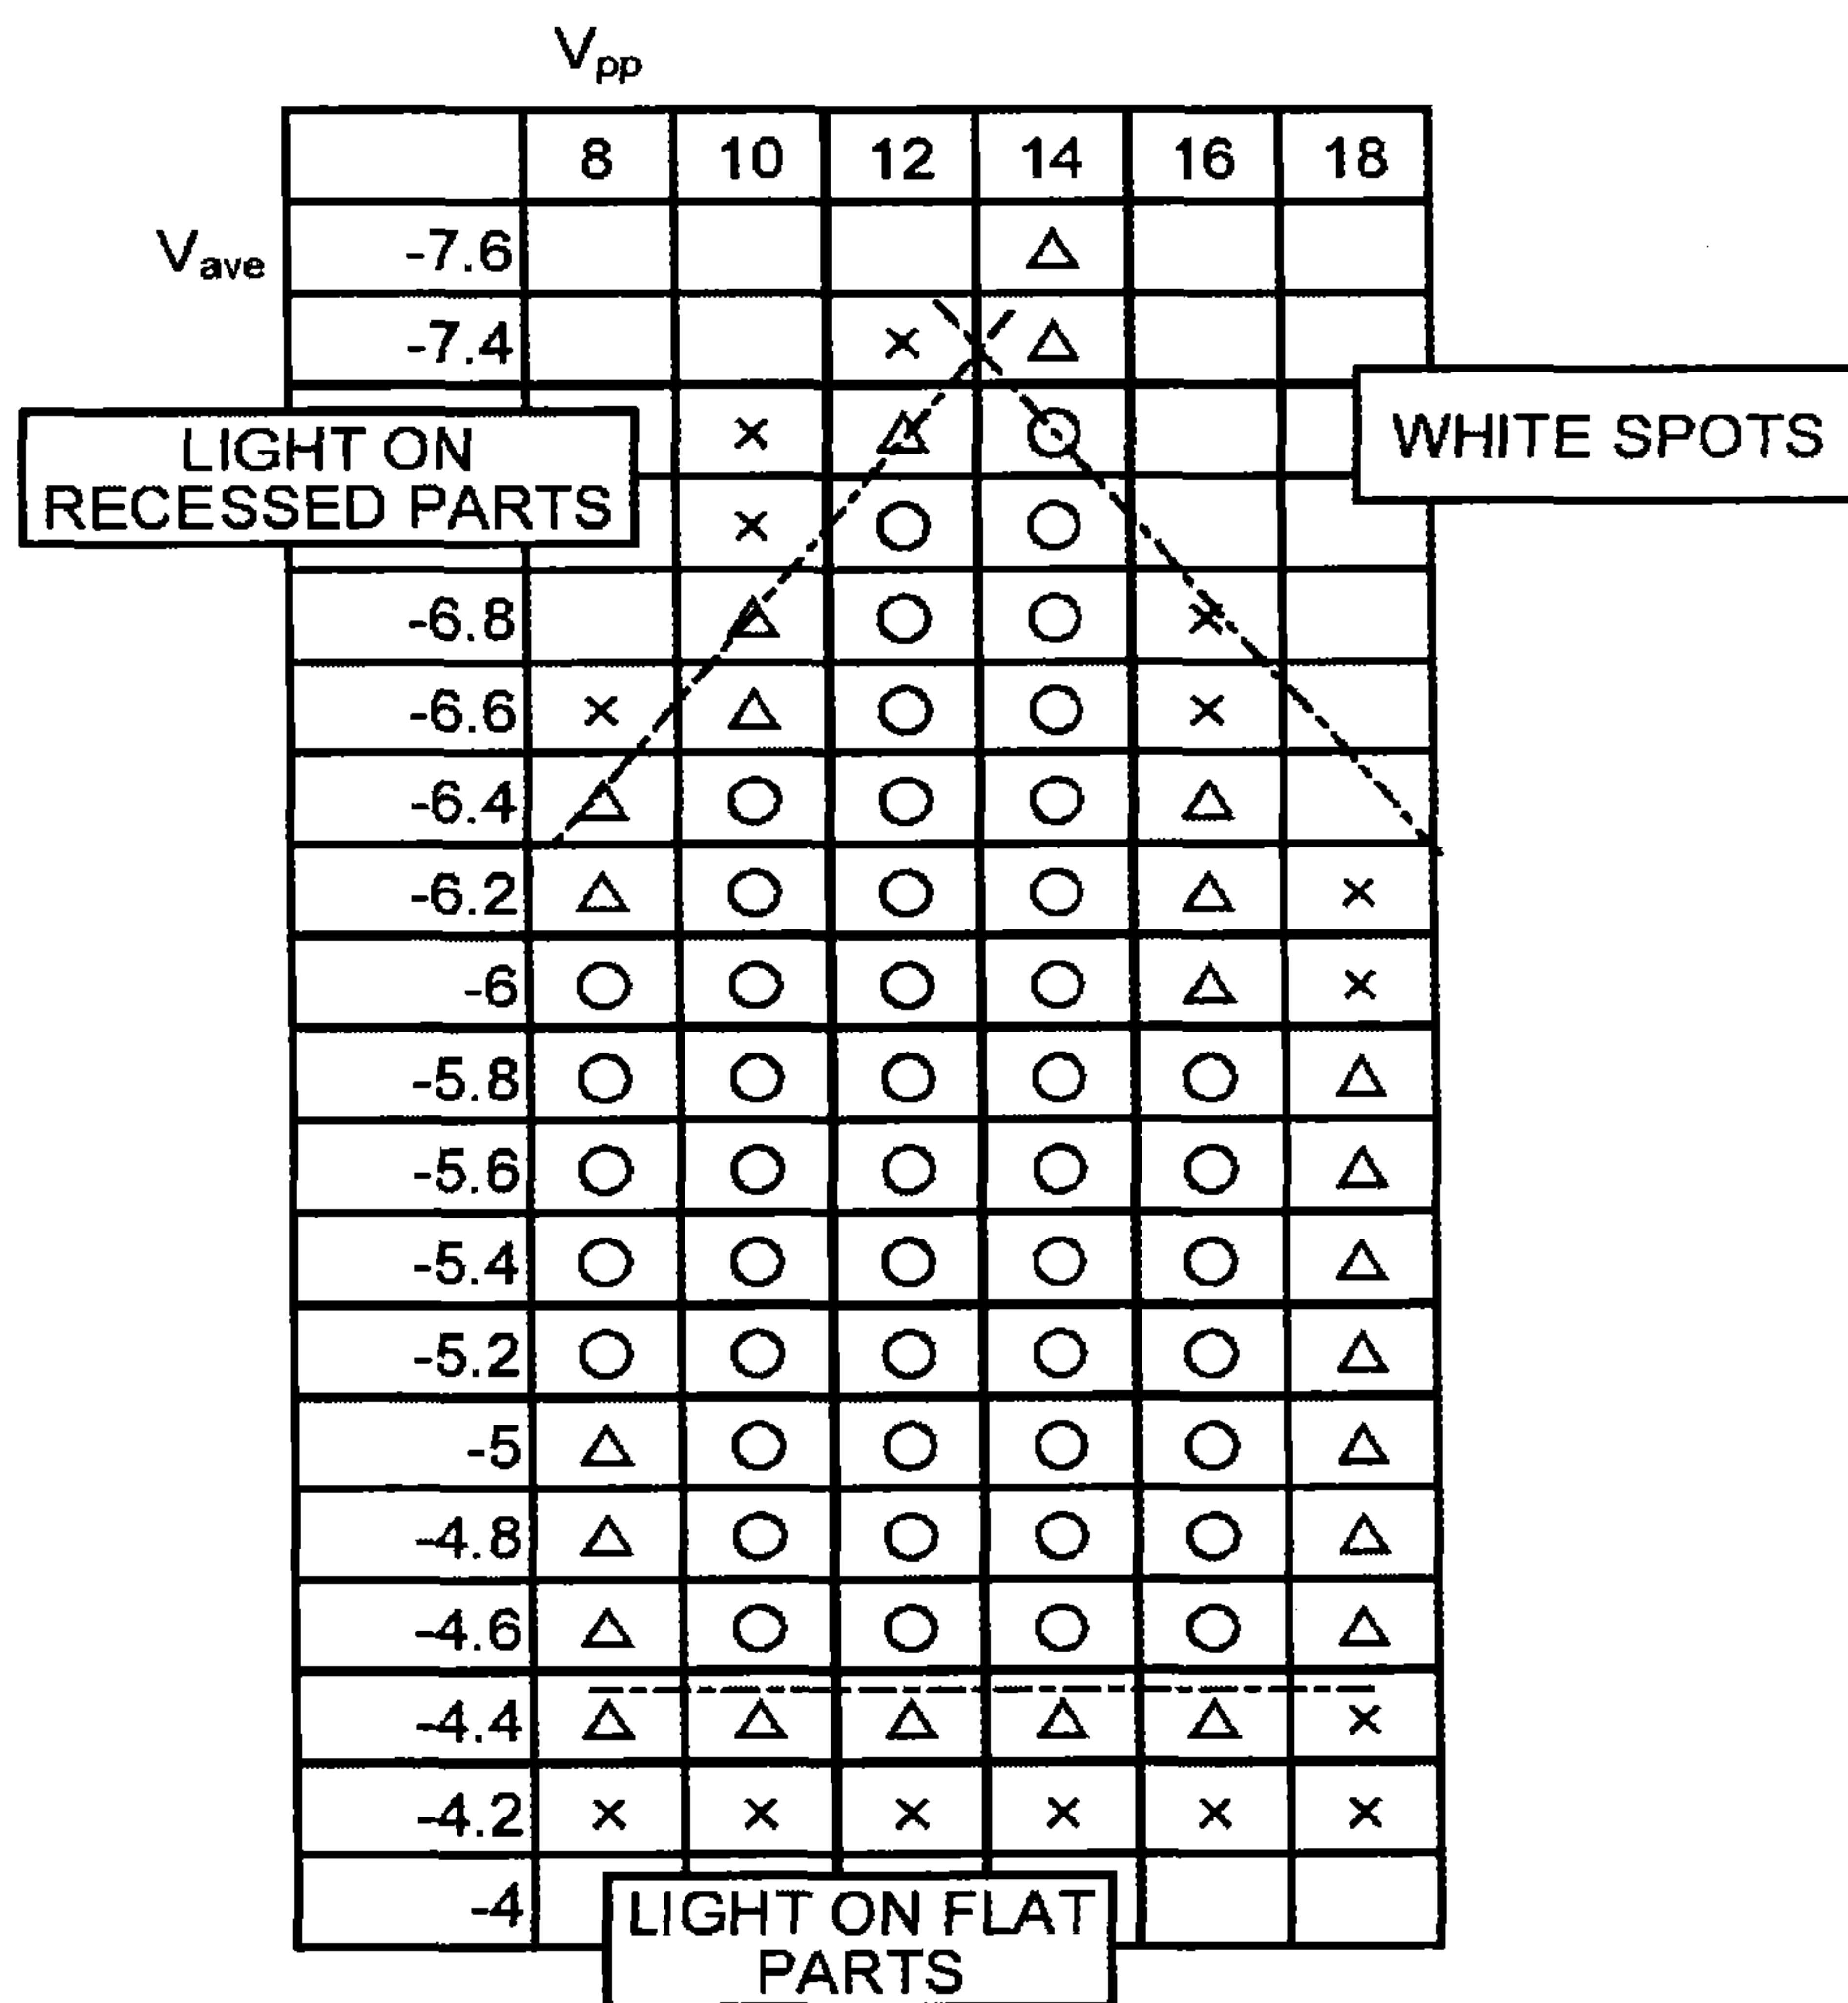 Vpp
8 10 12 14 16 18
Vave
-7.6 △
-7.4 × △
LIGHT ON
RECESSED PARTS
× △ ○
WHITE SPOTS
× ○ ○
-6.8 △ ○ ○ ×
-6.6 × △ ○ ○ ×
-6.4 △ ○ ○ ○ △
-6.2 △ ○ ○ ○ △ ×
-6 ○ ○ ○ ○ △ ×
-5.8 ○ ○ ○ ○ ○ △
-5.6 ○ ○ ○ ○ ○ △
-5.4 ○ ○ ○ ○ ○ △
-5.2 ○ ○ ○ ○ ○ △
-5 △ ○ ○ ○ ○ △
-4.8 △ ○ ○ ○ ○ △
-4.6 △ ○ ○ ○ ○ △
-4.4 △ △ △ △ △ ×
-4.2 × × × × × ×
-4
LIGHT ON FLAT
PARTS